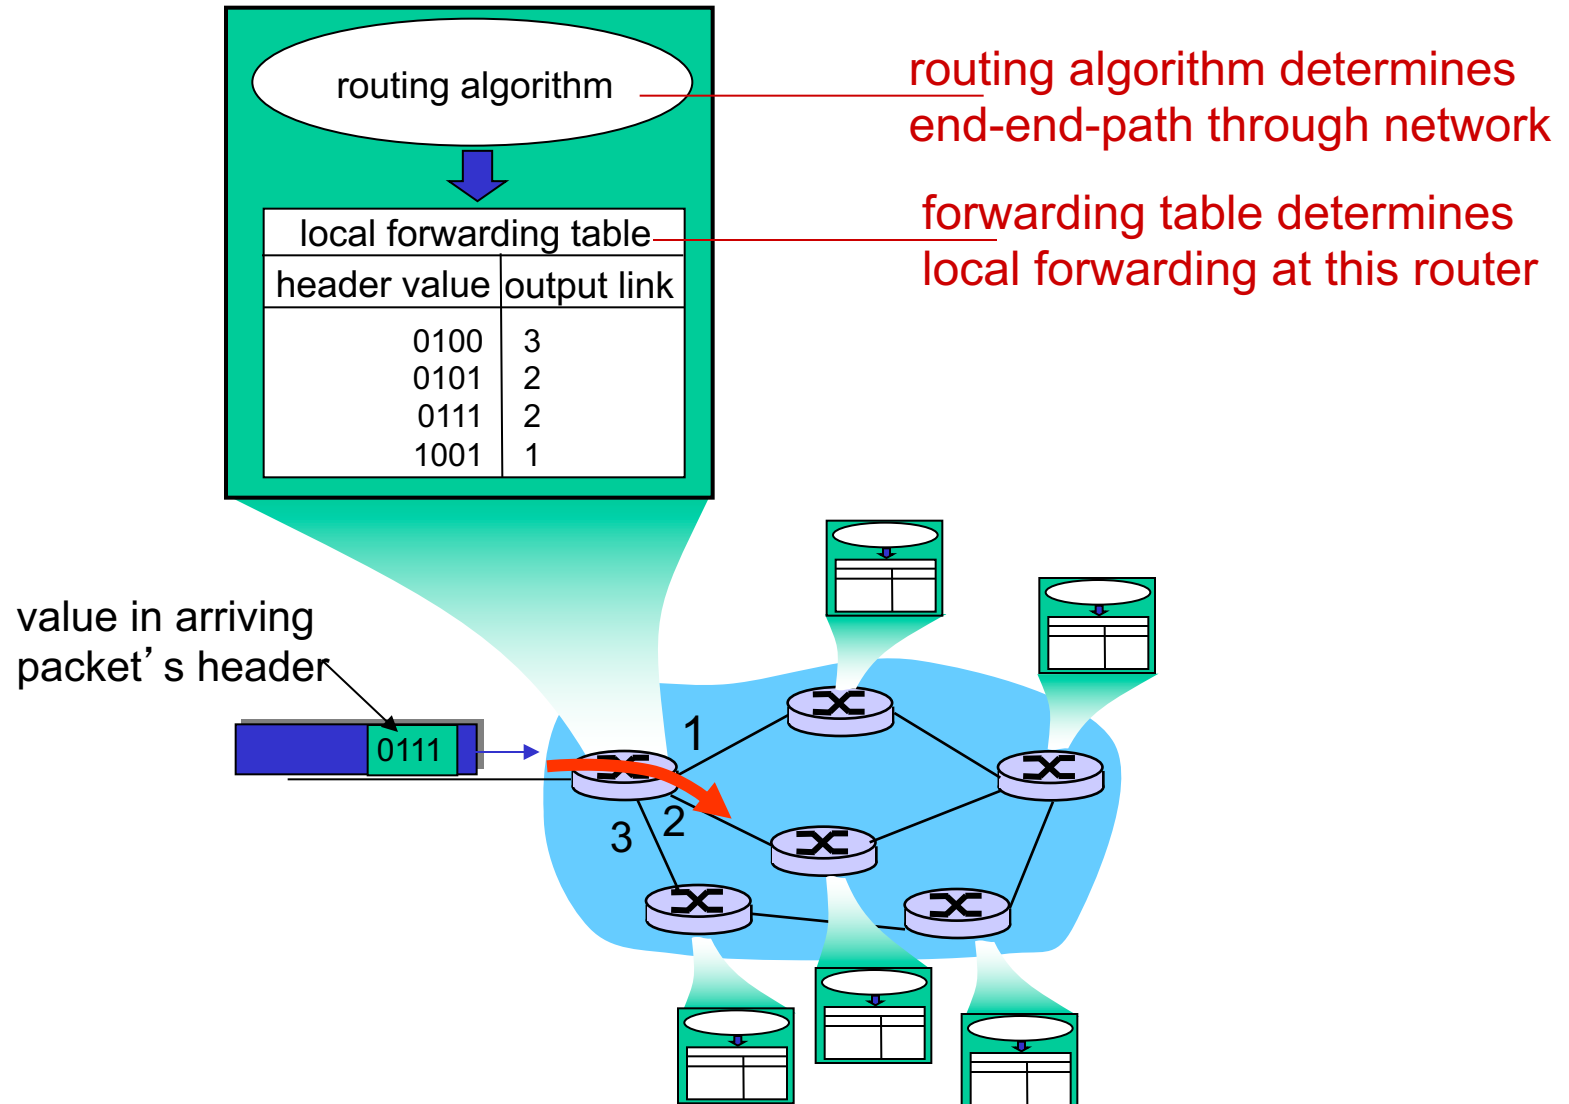 routing algorithm
routing algorithm determines
end-end-path through network
local forwarding table
forwarding table determines
local forwarding at this router
header value output link
0100 3
0101 2
0111 2
1001 1
value in arriving
packet’s header
0111
1
2
3